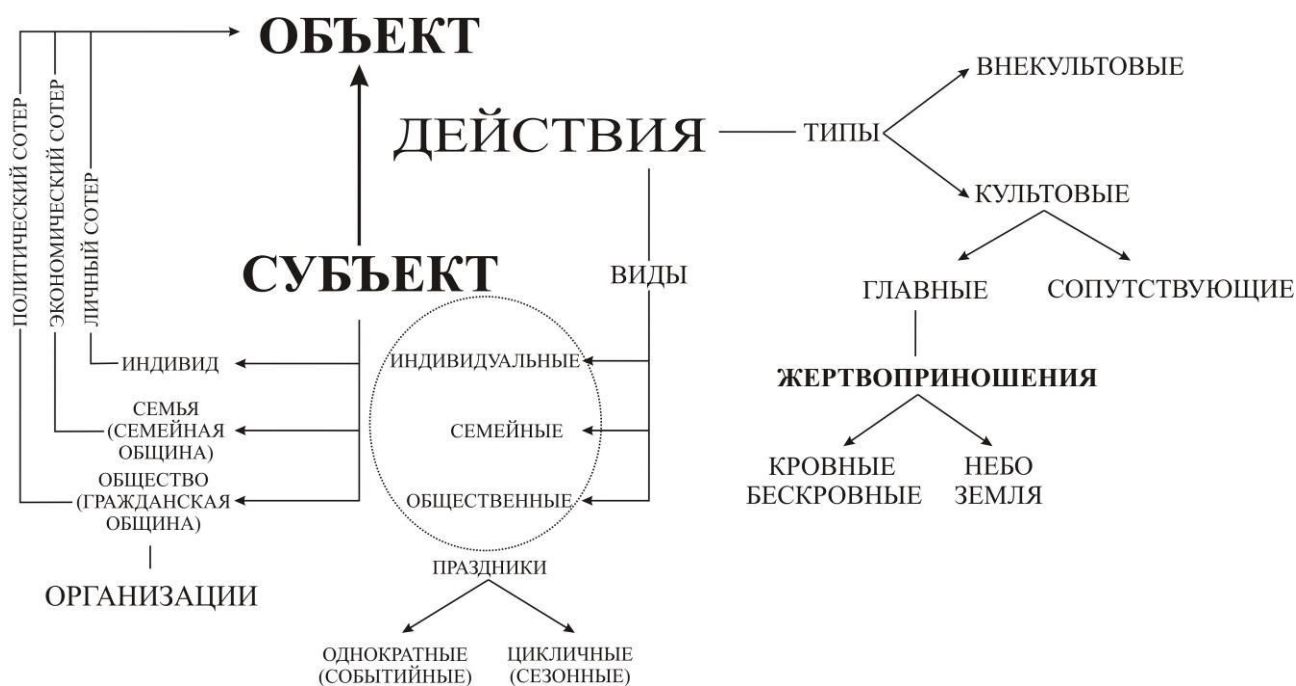 ОБЪЕКТ
ВНЕКУЛЬТОВЫЕ
ДЕЙСТВИЯ
ТИПЫ
КУЛЬТОВЫЕ
ПОЛИТИЧЕСКИЙ СОТЕР
ЭКОНОМИЧЕСКИЙ СОТЕР
ЛИЧНЫЙ СОТЕР
СУБЪЕКТ
ВИДЫ
ГЛАВНЫЕ
СОПУТСТВУЮЩИЕ
ИНДИВИД
ИНДИВИДУАЛЬНЫЕ
ЖЕРТВОПРИНОШЕНИЯ
СЕМЬЯ
(СЕМЕЙНАЯ
ОБЩИНА)
СЕМЕЙНЫЕ
КРОВНЫЕ
БЕСКРОВНЫЕ
НЕБО
ЗЕМЛЯ
ОБЩЕСТВО
(ГРАЖДАНСКАЯ
ОБЩИНА)
ОБЩЕСТВЕННЫЕ
ПРАЗДНИКИ
ОРГАНИЗАЦИИ
ОДНОКРАТНЫЕ
(СОБЫТИЙНЫЕ)
ЦИКЛИЧНЫЕ
(СЕЗОННЫЕ)